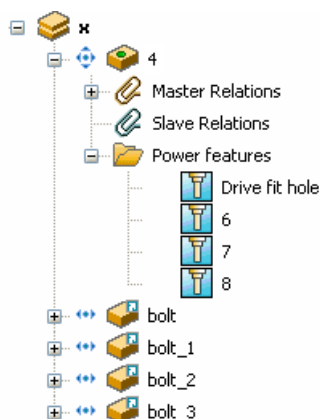 x
4
Master Relations
Slave Relations
Power features
Drive fit hole
6
7
8
bolt
bolt_1
bolt_2
bolt_3